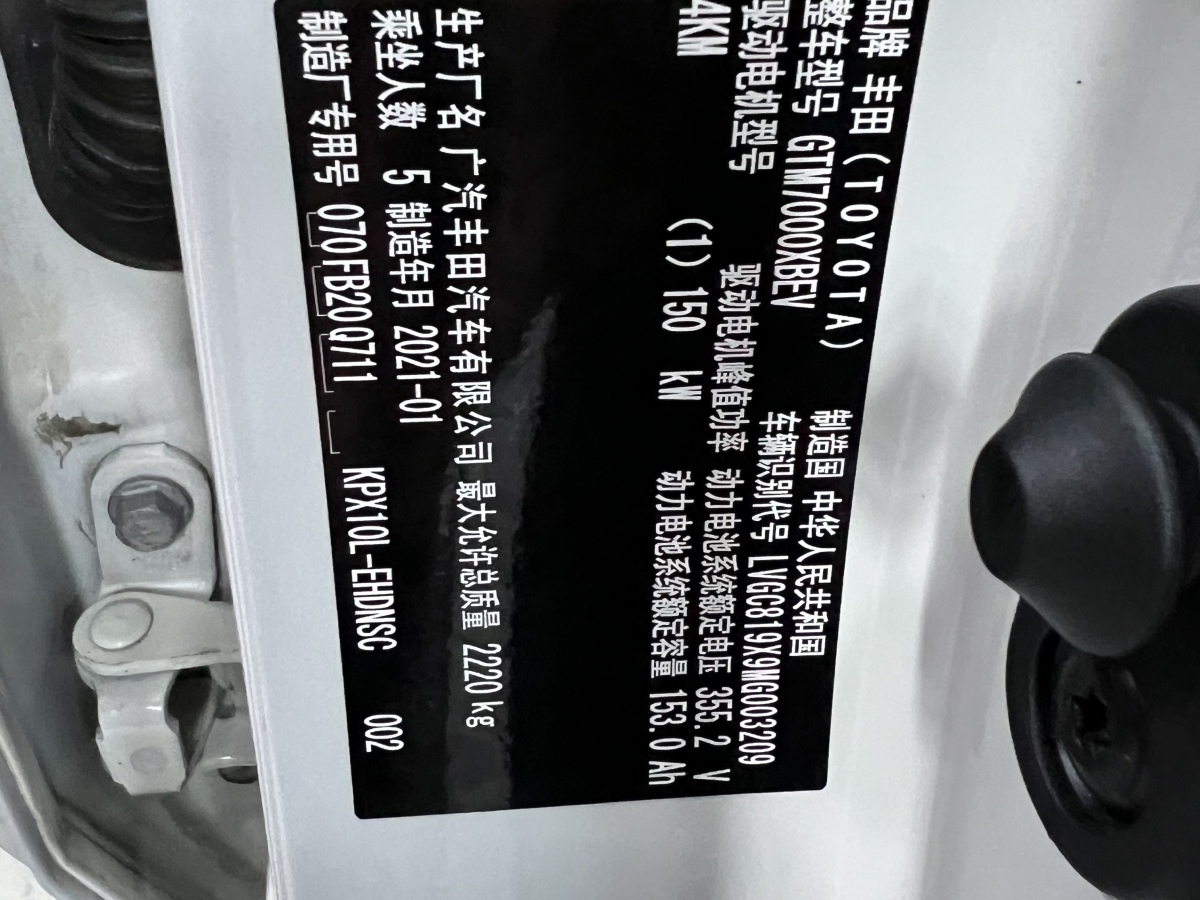 品牌 丰田(TOYOTA) 制造国 中华人民共和国
整车型号 GTM7000XBEV 车辆识别代号 LVGC819X9MG003209
驱动电机型号 驱动电机峰值功率 动力电池系统额定电压 355.2 V
4KM (1)150 kW 动力电池系统额定容量 153.0 Ah
生产厂名 广汽丰田汽车有限公司 最大允许总质量 2220 kg
乘坐人数 5 制造年月 2021-01
制造厂专用号 070FB20Q711 KPX10L-EHDNSC 002